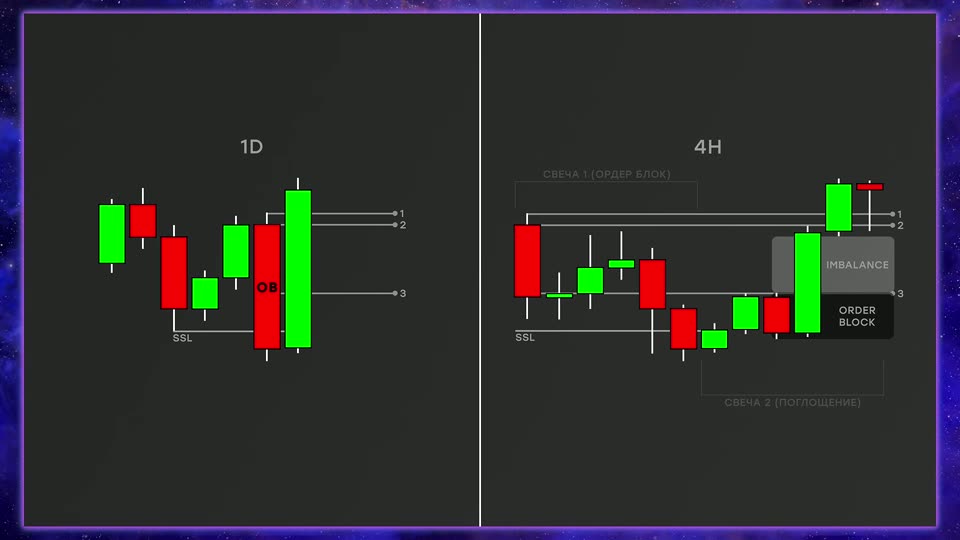 1D
1
2
OB
3
SSL
4H
СВЕЧА 1 (ОРДЕР БЛОК)
1
2
IMBALANCE
3
ORDER
BLOCK
SSL
СВЕЧА 2 (ПОГЛОЩЕНИЕ)